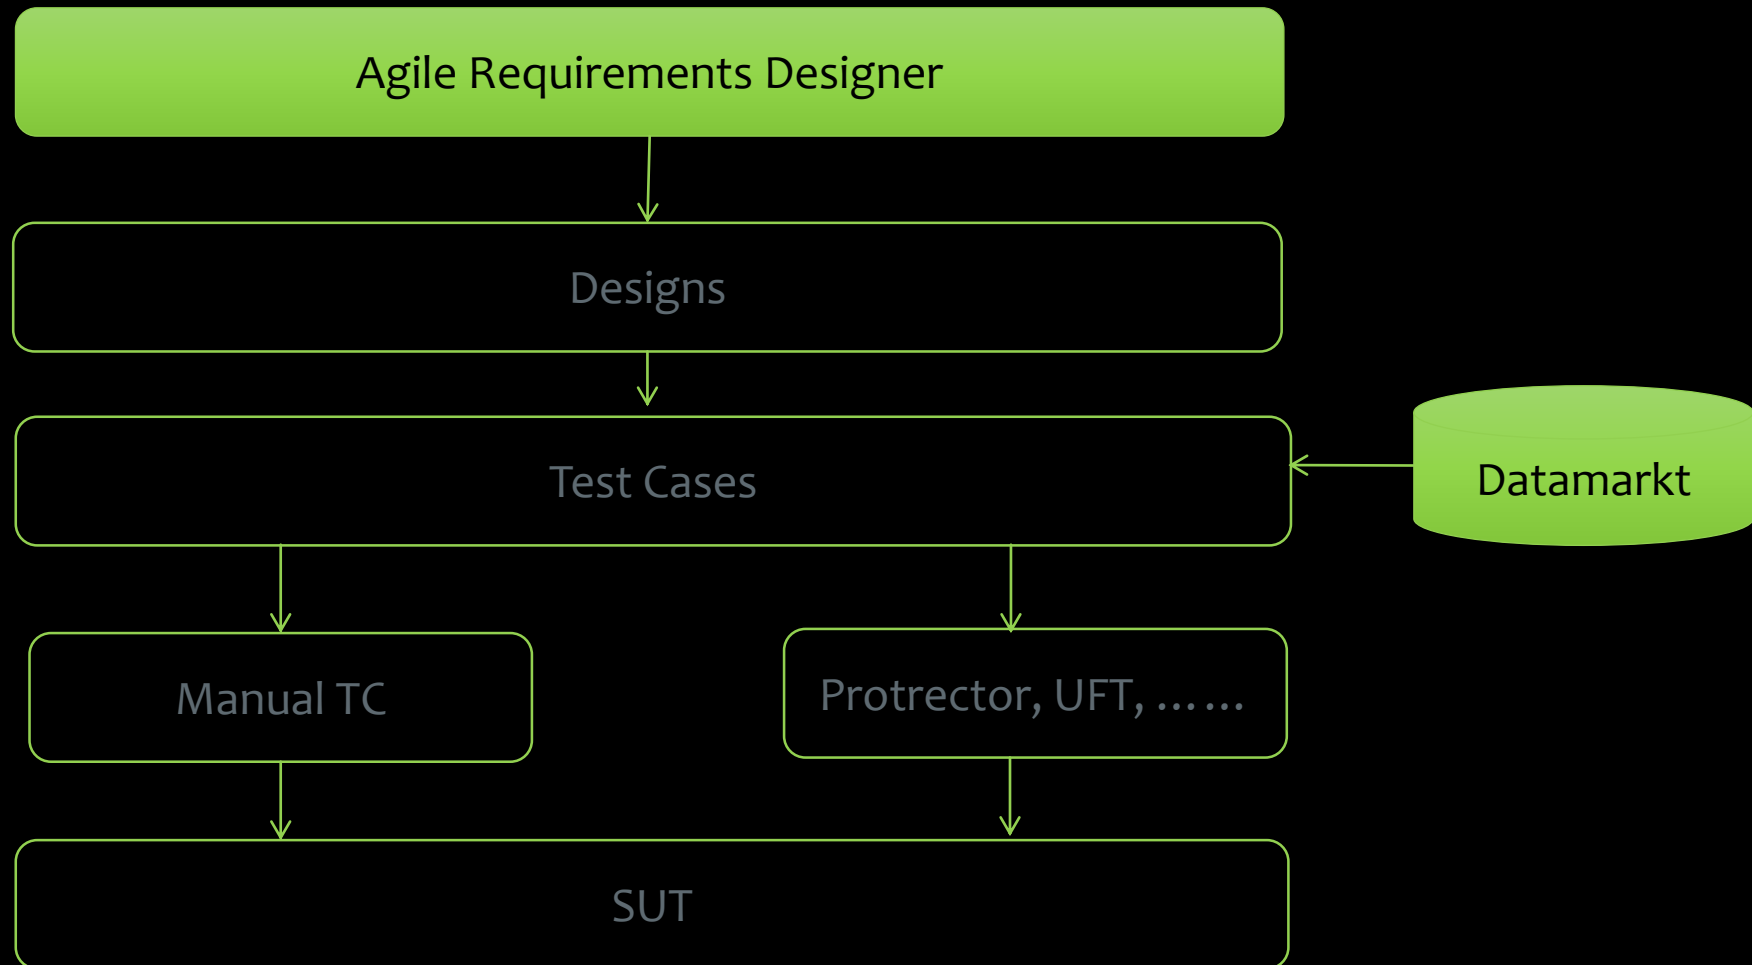 Agile Requirements Designer
Designs
Test Cases
Datamarkt
Manual TC
Protrector, UFT, ……
SUT